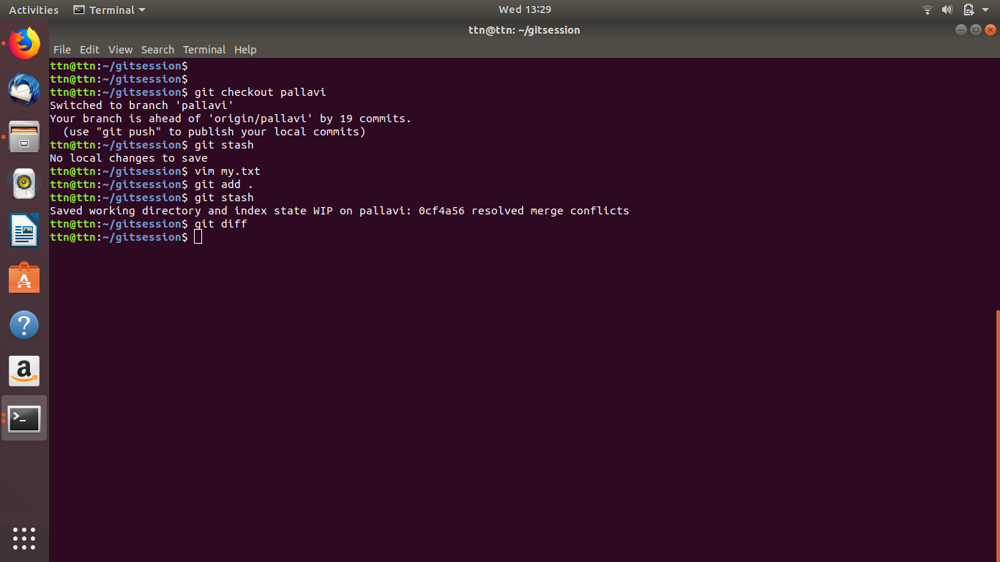 Activities Terminal Wed 13:29
ttn@ttn: ~/gitsession
File Edit View Search Terminal Help
ttn@ttn:~/gitsession$
ttn@ttn:~/gitsession$
ttn@ttn:~/gitsession$ git checkout pallavi
Switched to branch 'pallavi'
Your branch is ahead of 'origin/pallavi' by 19 commits.
  (use "git push" to publish your local commits)
ttn@ttn:~/gitsession$ git stash
No local changes to save
ttn@ttn:~/gitsession$ vim my.txt
ttn@ttn:~/gitsession$ git add .
ttn@ttn:~/gitsession$ git stash
Saved working directory and index state WIP on pallavi: 0cf4a56 resolved merge conflicts
ttn@ttn:~/gitsession$ git diff
ttn@ttn:~/gitsession$